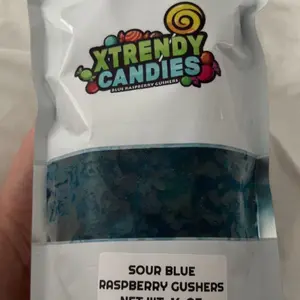 XTRENDY
CANDIES
BLUE RASPBERRY GUSHERS
SOUR BLUE
RASPBERRY GUSHERS
NET WT.